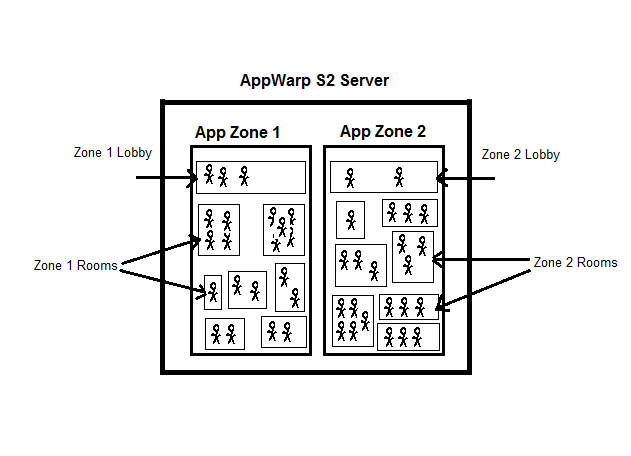 AppWarp S2 Server
App Zone 1
App Zone 2
Zone 1 Lobby
Zone 2 Lobby
Zone 1 Rooms
Zone 2 Rooms